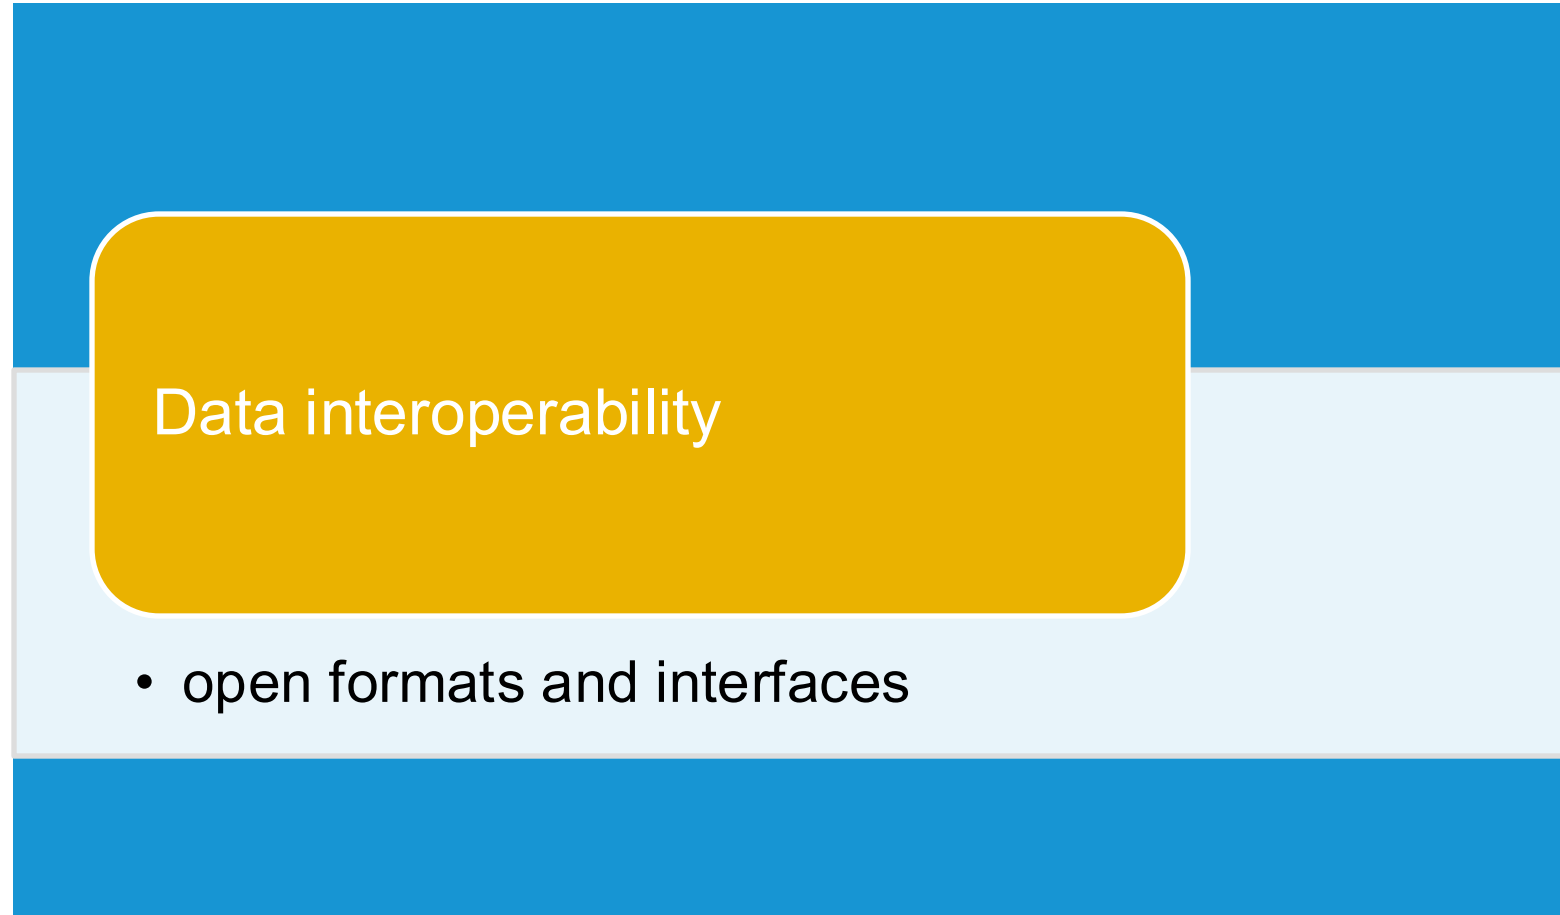 Data interoperability
• open formats and interfaces